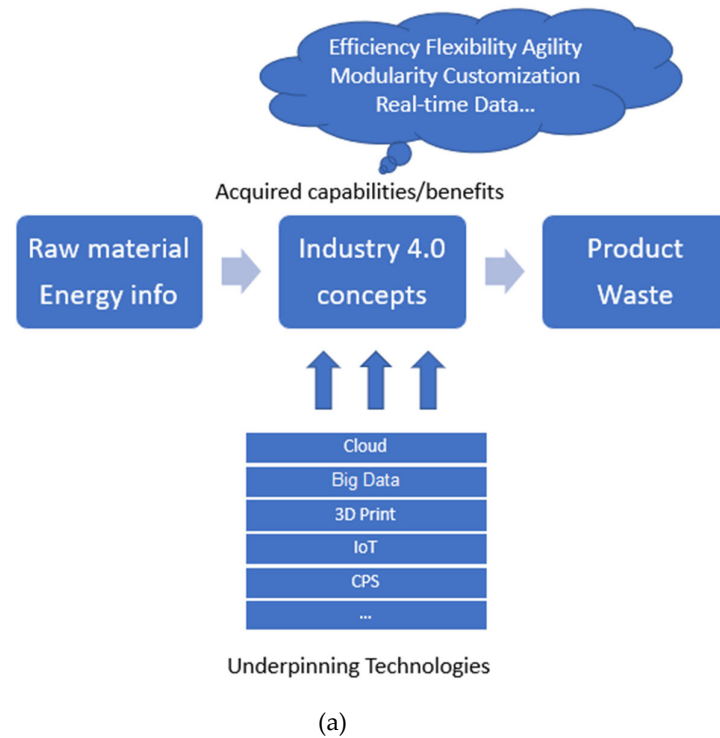 Efficiency Flexibility Agility
Modularity Customization
Real-time Data...
Acquired capabilities/benefits
Raw material
Energy info
Industry 4.0
concepts
Product
Waste
Cloud
Big Data
3D Print
IoT
CPS
...
Underpinning Technologies
(a)